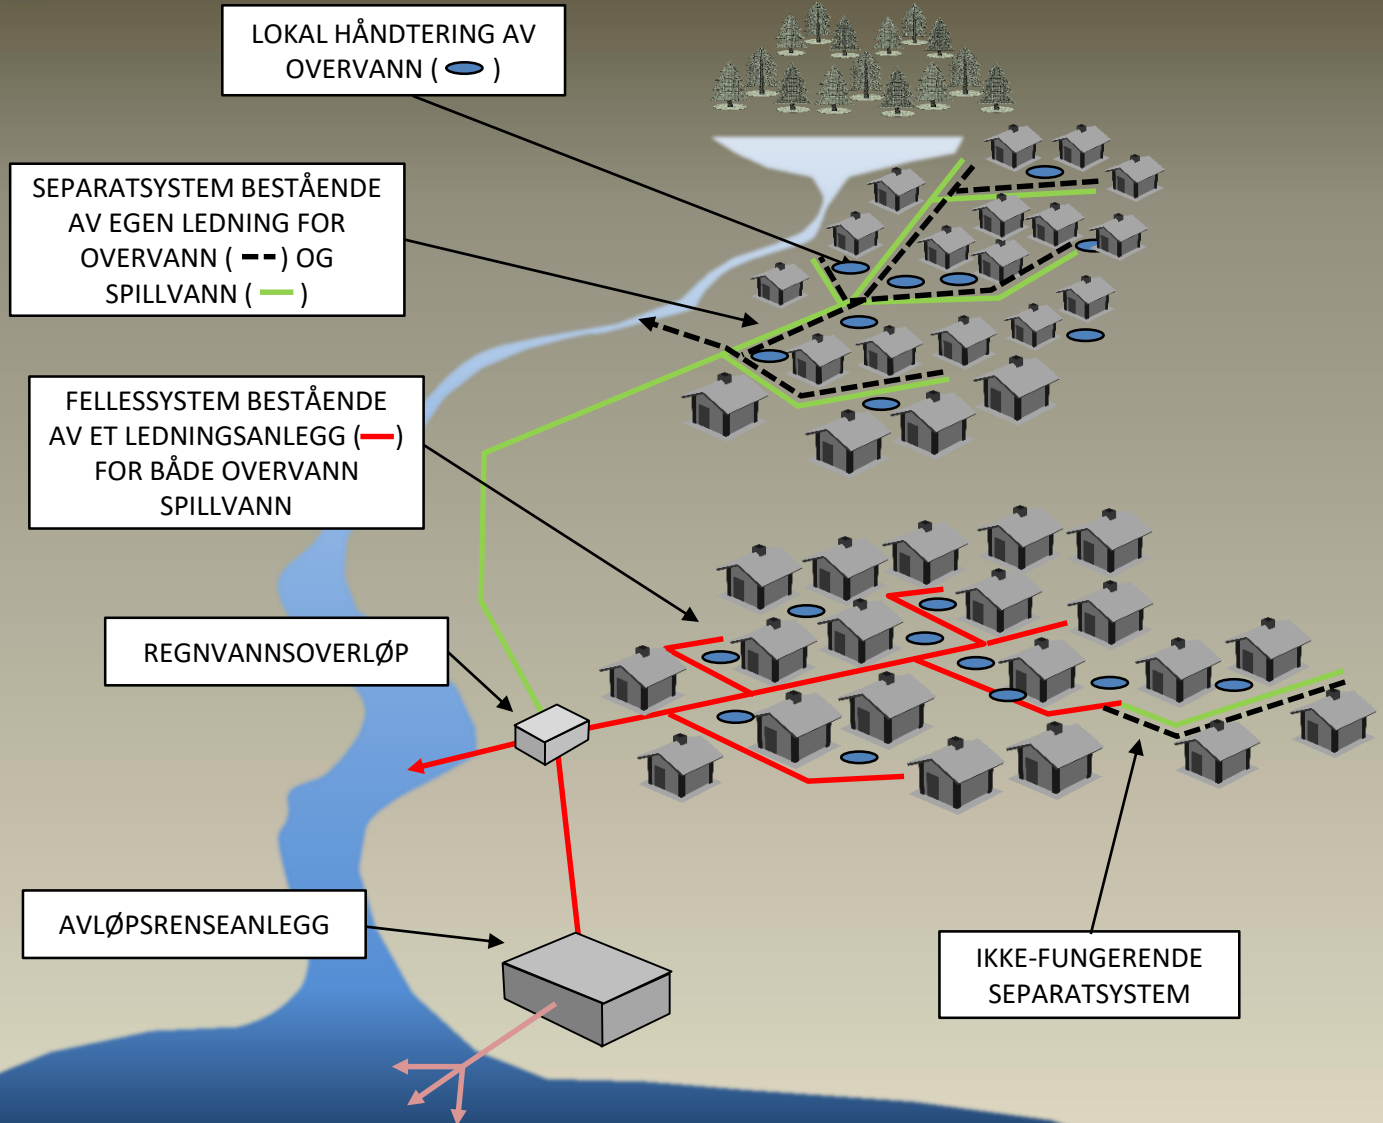 LOKAL HÅNDTERING AV
OVERVANN ( )
SEPARATSYSTEM BESTÅENDE
AV EGEN LEDNING FOR
OVERVANN ( ) OG
SPILLVANN ( )
FELLESSYSTEM BESTÅENDE
AV ET LEDNINGSANLEGG ( )
FOR BÅDE OVERVANN
SPILLVANN
REGNVANNSOVERLØP
AVLØPSRENSEANLEGG
IKKE-FUNGERENDE
SEPARATSYSTEM